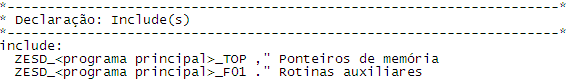 *---------------------------------------------------------------------*
* Declaração: Include(s)
*---------------------------------------------------------------------*
include:
  ZESD_<programa principal>_TOP ," Ponteiros de memória
  ZESD_<programa principal>_F01 ." Rotinas auxiliares